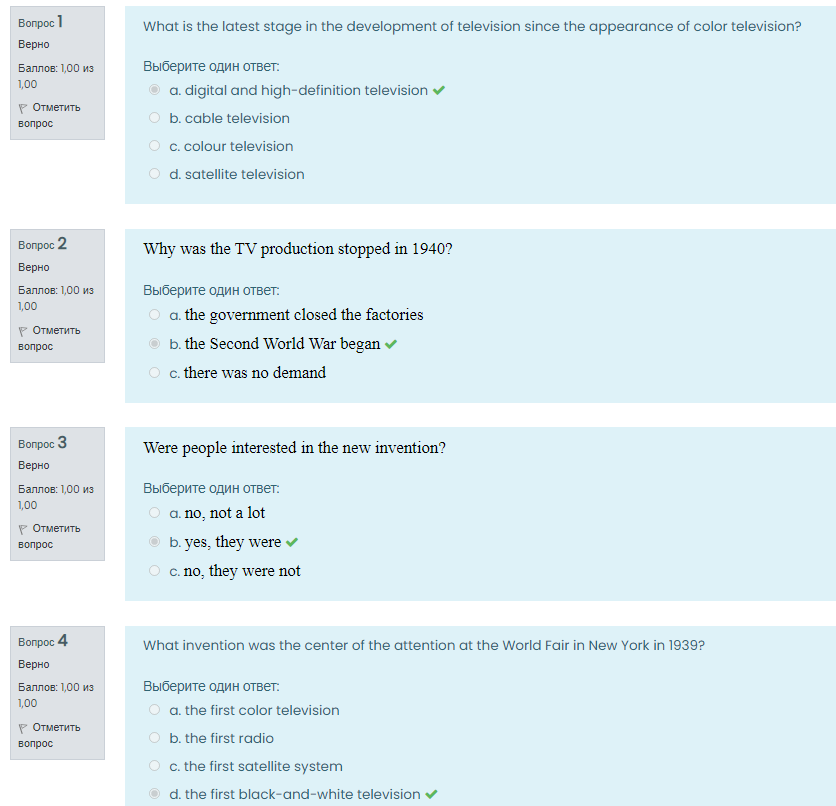 Вопрос 1
Верно
Баллов: 1,00 из
1,00
Отметить
вопрос
What is the latest stage in the development of television since the appearance of color television?
Выберите один ответ:
a. digital and high-definition television
b. cable television
c. colour television
d. satellite television
Вопрос 2
Верно
Баллов: 1,00 из
1,00
Отметить
вопрос
Why was the TV production stopped in 1940?
Выберите один ответ:
a. the government closed the factories
b. the Second World War began
c. there was no demand
Вопрос 3
Верно
Баллов: 1,00 из
1,00
Отметить
вопрос
Were people interested in the new invention?
Выберите один ответ:
a. no, not a lot
b. yes, they were
c. no, they were not
Вопрос 4
Верно
Баллов: 1,00 из
1,00
Отметить
вопрос
What invention was the center of the attention at the World Fair in New York in 1939?
Выберите один ответ:
a. the first color television
b. the first radio
c. the first satellite system
d. the first black-and-white television